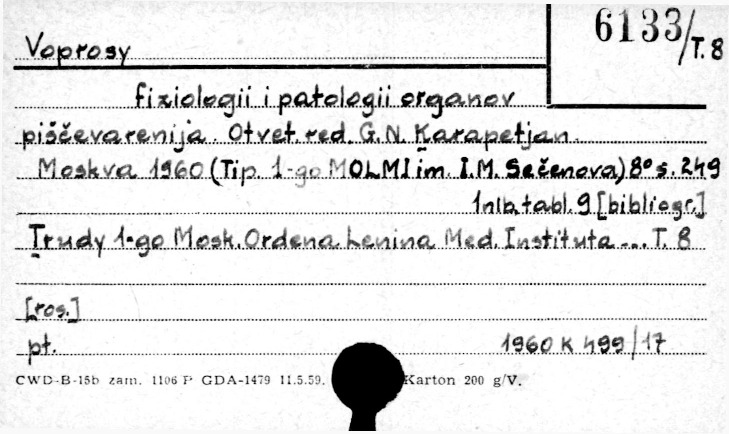 6133/T. 8
Voprosy
fiziologii i patologii organov
piščevarenija. Otvet. red. G. N. Karapetjan.
Moskva 1960 (Tip. 1-go MOLMI im. I. M. Sečenova) 8° s. 249
1 nlb. tabl. 9 [bibliogr.]
Trudy 1-go Mosk. Ordena Lenina Med. Instituta ... T. 8
[ros.]
pt. 1960 K 499/17
CWD-B-15b zam. 1106 P GDA-1479 11.5.59. Karton 200 g/V.